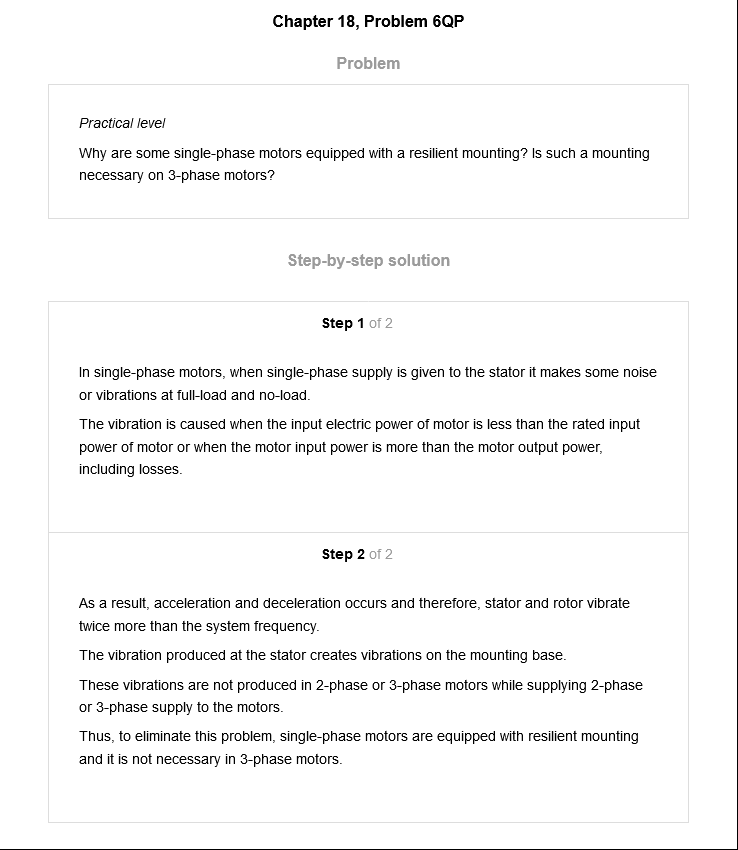 Chapter 18, Problem 6QP
Problem
Practical level
Why are some single-phase motors equipped with a resilient mounting? Is such a mounting
necessary on 3-phase motors?
Step-by-step solution
Step 1 of 2
In single-phase motors, when single-phase supply is given to the stator it makes some noise
or vibrations at full-load and no-load.
The vibration is caused when the input electric power of motor is less than the rated input
power of motor or when the motor input power is more than the motor output power,
including losses.
Step 2 of 2
As a result, acceleration and deceleration occurs and therefore, stator and rotor vibrate
twice more than the system frequency.
The vibration produced at the stator creates vibrations on the mounting base.
These vibrations are not produced in 2-phase or 3-phase motors while supplying 2-phase
or 3-phase supply to the motors.
Thus, to eliminate this problem, single-phase motors are equipped with resilient mounting
and it is not necessary in 3-phase motors.